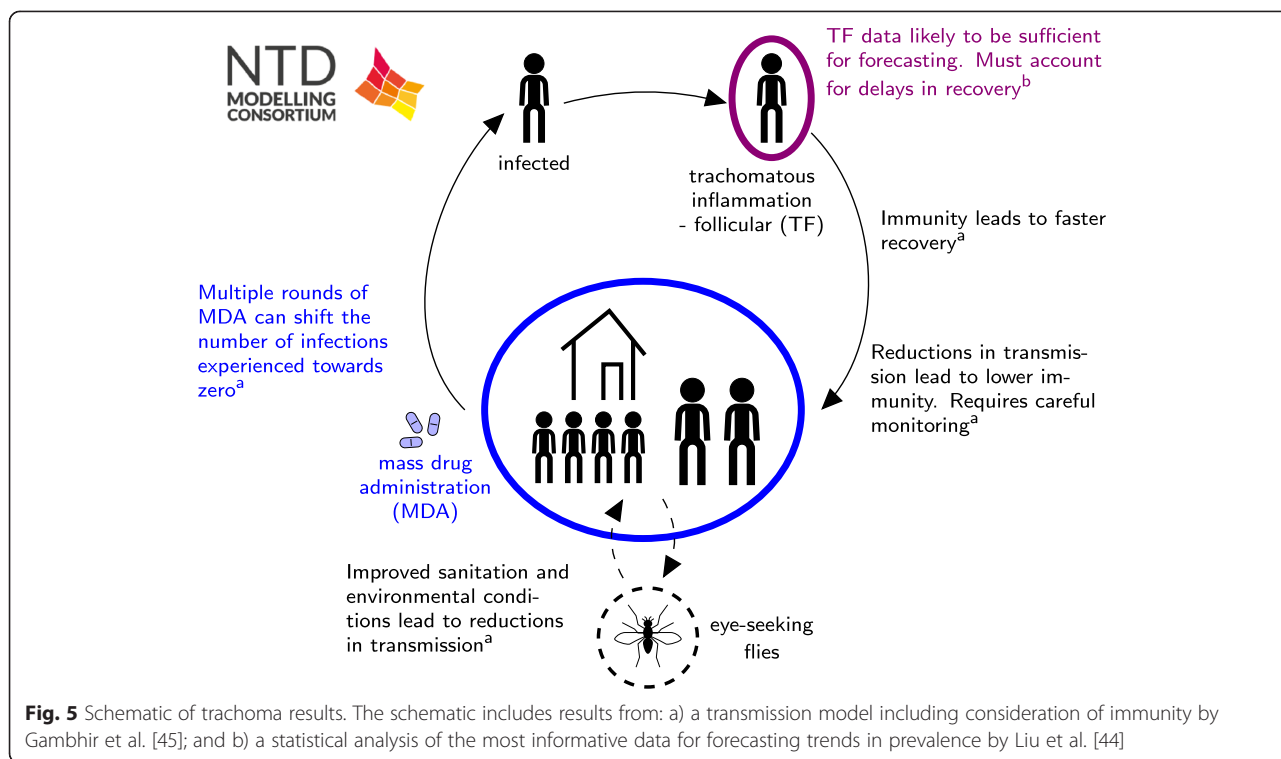 NTD
MODELLING
CONSORTIUM
infected
trachomatous
inflammation
- follicular (TF)
TF data likely to be sufficient
for forecasting. Must account
for delays in recovery^b
Immunity leads to faster
recovery^a
Multiple rounds of
MDA can shift the
number of infections
experienced towards
zero^a
Reductions in transmis-
sion lead to lower im-
munity. Requires careful
monitoring^a
mass drug
administration
(MDA)
Improved sanitation and
environmental condi-
tions lead to reductions
in transmission^a
eye-seeking
flies
Fig. 5 Schematic of trachoma results. The schematic includes results from: a) a transmission model including consideration of immunity by
Gambhir et al. [45]; and b) a statistical analysis of the most informative data for forecasting trends in prevalence by Liu et al. [44]